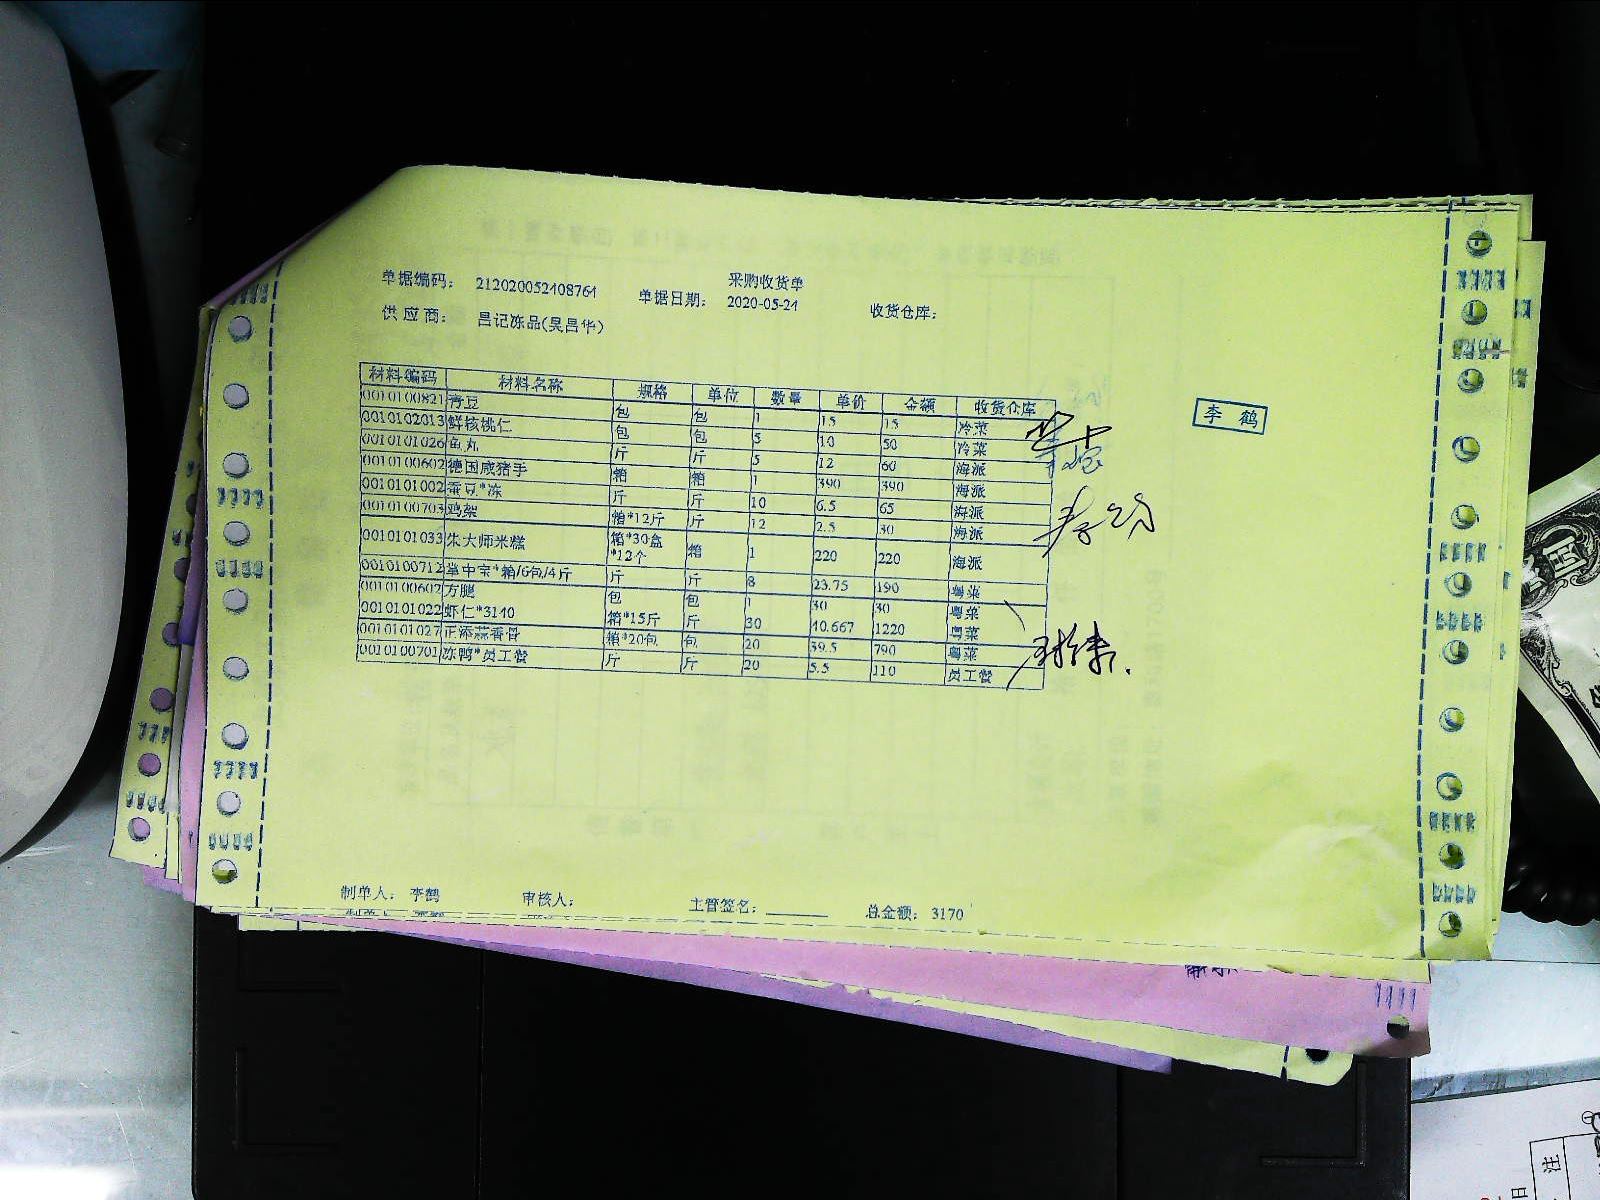 采购收货单
单据编码： 212020052408764 单据日期： 2020-05-24 收货仓库：
供应商： 吕记冻品(吴昌华)
材料编码 材料名称 规格 单位 数量 单价 金额 收货仓库
0010100821 青豆 包 包 1 15 15 冷菜
0010102013 鲜核桃仁 包 包 5 10 50 冷菜
0010101026 鱼丸 斤 斤 5 12 60 海派
0010100602 德国咸猪手 箱 箱 1 390 390 海派
0010101002 蚕豆*冻 斤 斤 10 6.5 65 海派
0010100703 鸡架 箱*12斤 斤 12 2.5 30 海派
0010101033 朱大师米糕 箱*30盒*12个 箱 1 220 220 海派
0010100712 掌中宝*箱/6包/4斤 斤 斤 8 23.75 190 粤菜
0010100602 方腿 包 包 1 30 30 粤菜
0010101022 虾仁*3140 箱*15斤 斤 30 40.667 1220 粤菜
0010101027 正添蒜香骨 箱*20包 包 20 39.5 790 粤菜
0010100701 冻鸭*员工餐 斤 斤 20 5.5 110 员工餐
李鹤
制单人： 李鹤 审核人： 主管签名： 总金额： 3170
注
日